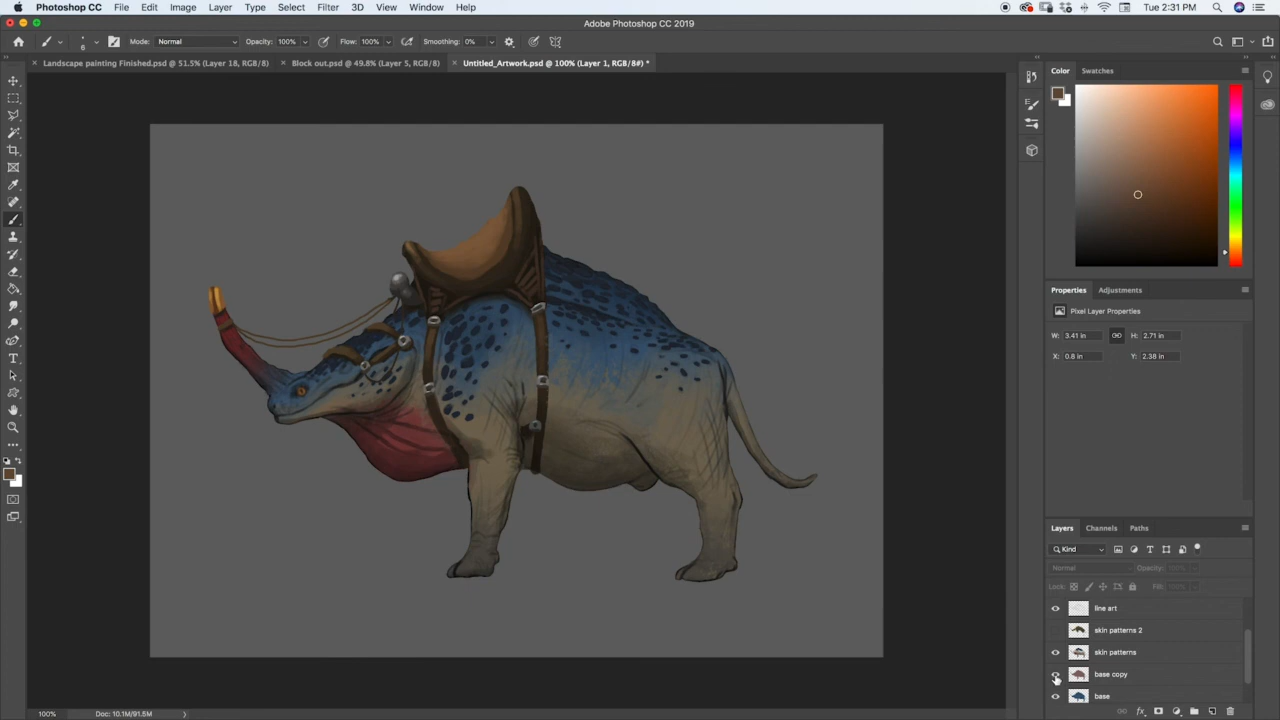 Photoshop CC File Edit Image Layer Type Select Filter 3D View Window Help Tue 2:31 PM
Adobe Photoshop CC 2019
6 Mode: Normal Opacity: 100% Flow: 100% Smoothing: 0%
Landscape painting Finished.psd @ 51.5% (Layer 18, RGB/8) Block out.psd @ 49.8% (Layer 5, RGB/8) Untitled_Artwork.psd @ 100% (Layer 1, RGB/8#) *
Color Swatches
Properties Adjustments
Pixel Layer Properties
W: 3.41 in H: 2.71 in
X: 0.8 in Y: 2.38 in
Layers Channels Paths
Kind
Normal Opacity: 100%
Lock: Fill: 100%
line art
skin patterns 2
skin patterns
base copy
base
100% Doc: 10.1M/91.5M